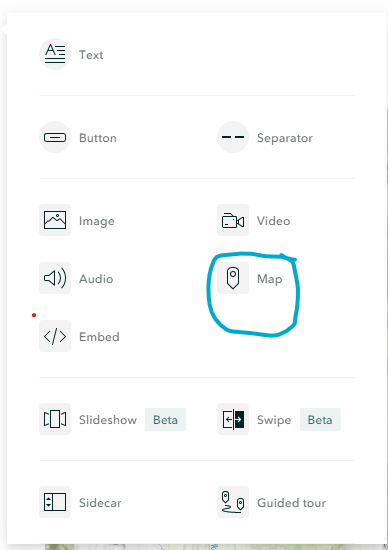 Text
Button
Separator
Image
Video
Audio
Map
Embed
Slideshow Beta
Swipe Beta
Sidecar
Guided tour